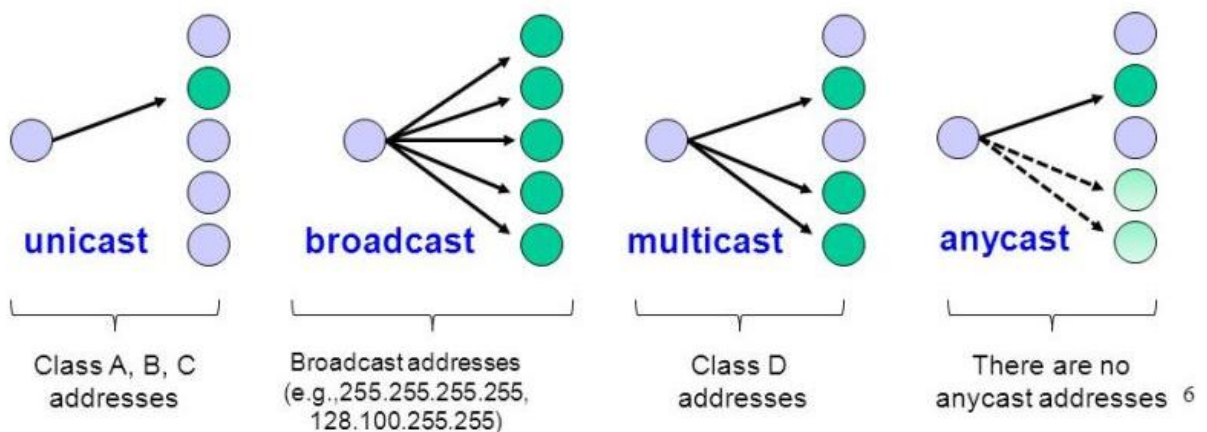 unicast
broadcast
multicast
anycast
Class A, B, C
addresses
Broadcast addresses
(e.g.,255.255.255.255,
128.100.255.255)
Class D
addresses
There are no
anycast addresses
6